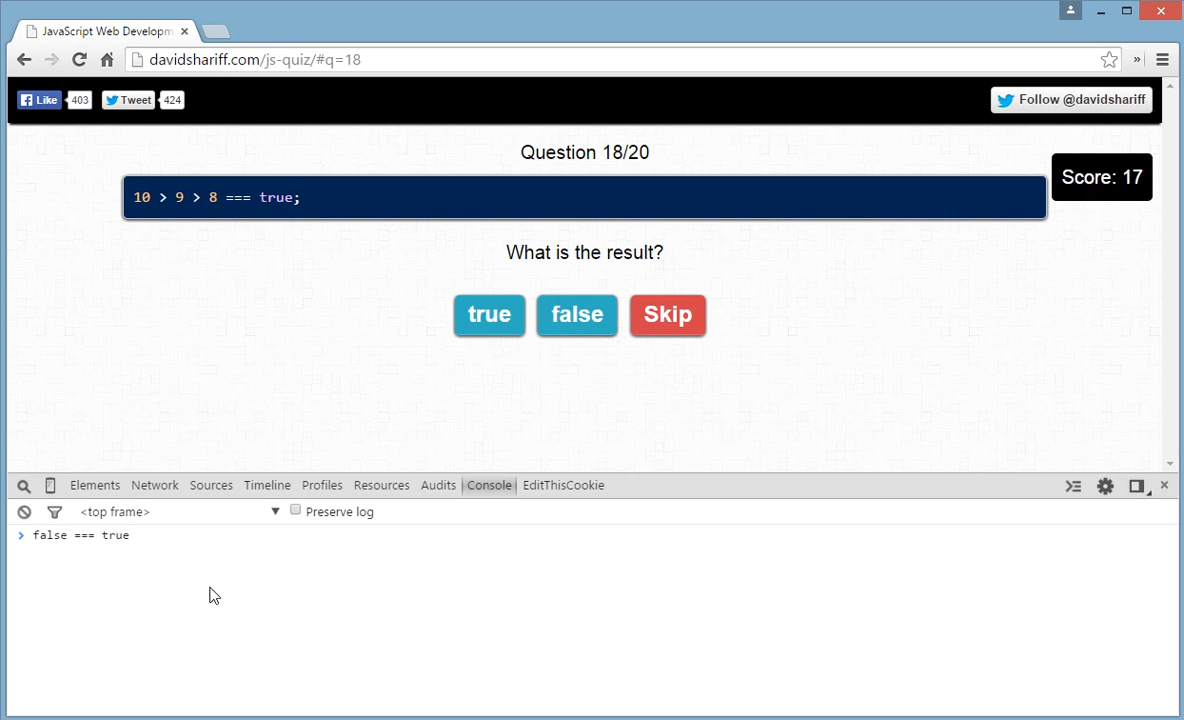 JavaScript Web Developm
davidshariff.com/js-quiz/#q=18
Like 403 Tweet 424 Follow @davidshariff
Question 18/20
Score: 17
10 > 9 > 8 === true;
What is the result?
true false Skip
Elements Network Sources Timeline Profiles Resources Audits Console EditThisCookie
<top frame> Preserve log
false === true